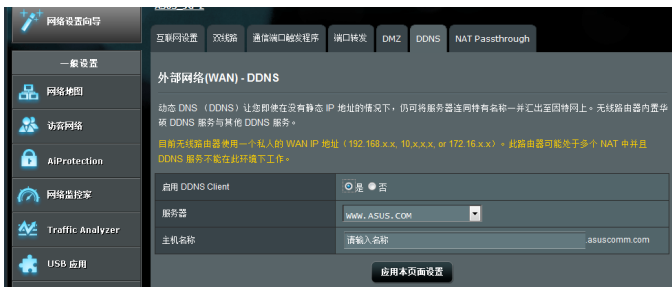 网络设置向导
互联网设置 双线路 通信端口触发程序 端口转发 DMZ DDNS NAT Passthrough
一般设置
网络地图
访客网络
AiProtection
网络监控家
Traffic Analyzer
USB 应用
外部网络(WAN) - DDNS
动态 DNS （DDNS）让您即使在没有静态 IP 地址的情况下，仍可将服务器连同特有名称一并汇出至因特网上。无线路由器内置华
硕 DDNS 服务与其他 DDNS 服务。
目前无线路由器使用一个私人的 WAN IP 地址（192.168.x.x, 10,x,x,x, or 172.16.x.x）。此路由器可能处于多个 NAT 中并且
DDNS 服务不能在此环境下工作。
启用 DDNS Client 是 否
服务器 WWW.ASUS.COM
主机名称 请输入名称 .asuscomm.com
应用本页面设置